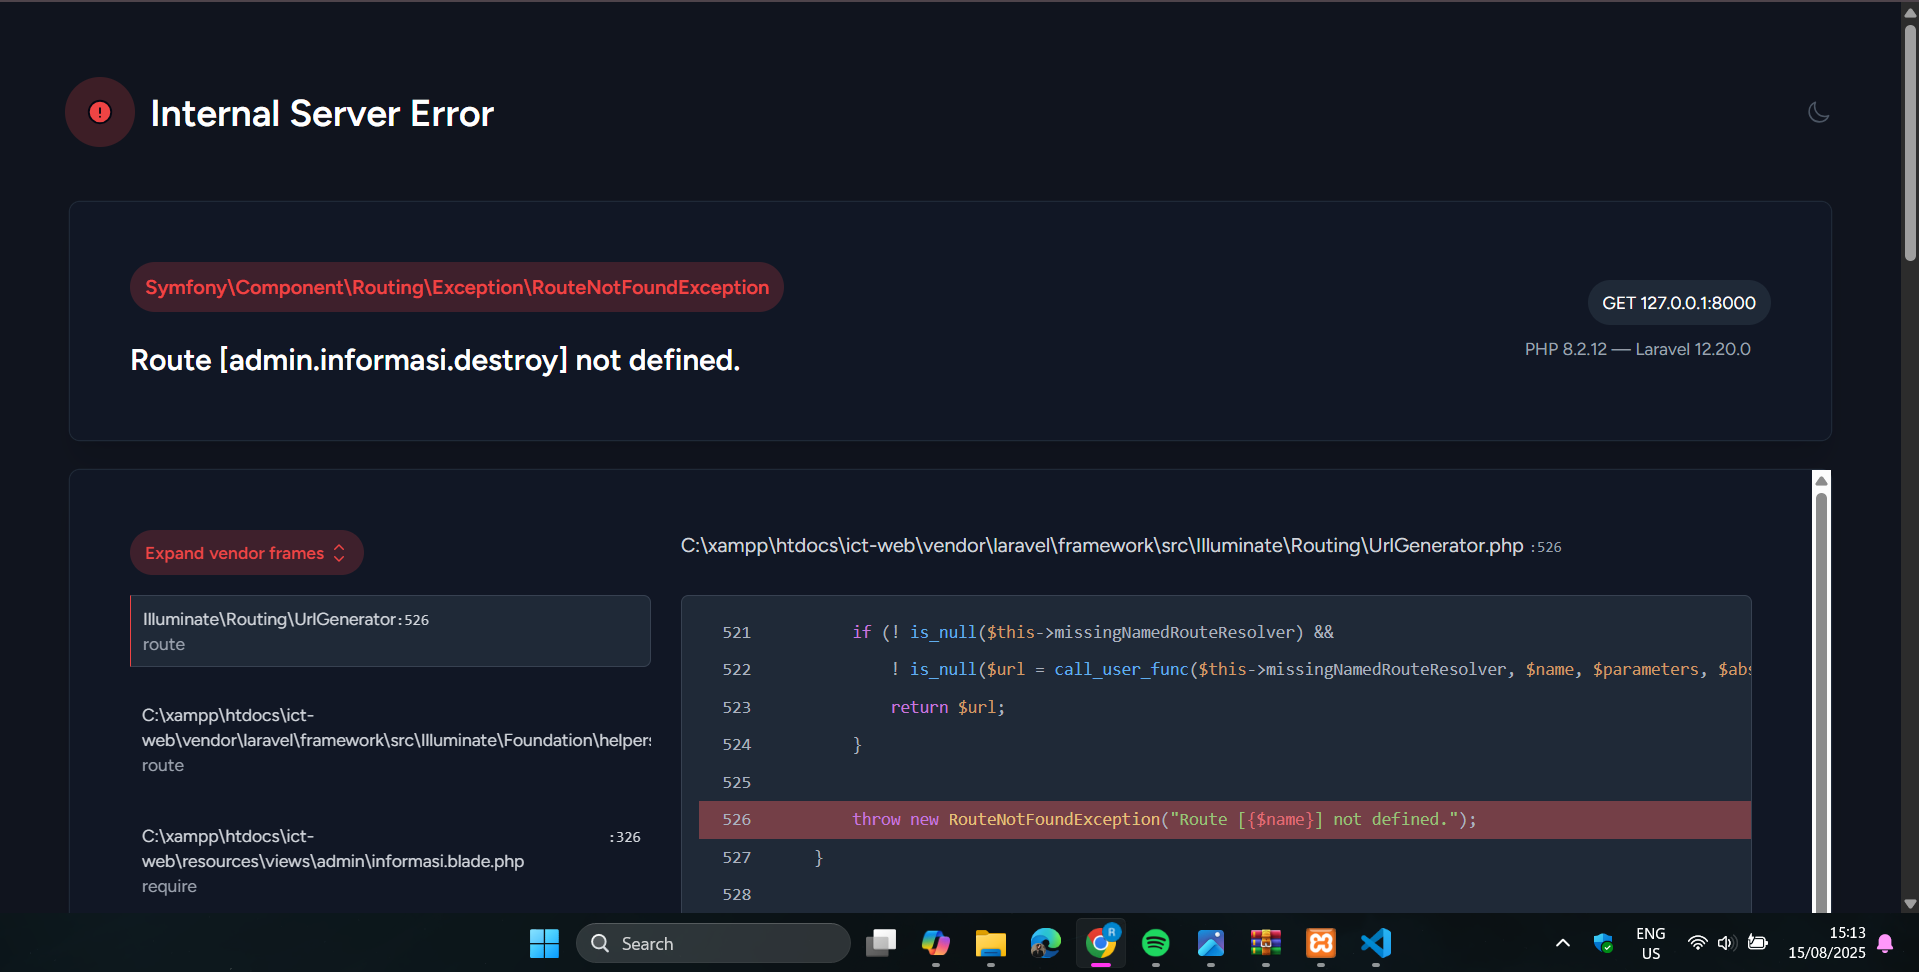 Internal Server Error
Symfony\Component\Routing\Exception\RouteNotFoundException
GET 127.0.0.1:8000
Route [admin.informasi.destroy] not defined.
PHP 8.2.12 — Laravel 12.20.0
Expand vendor frames
Illuminate\Routing\UrlGenerator:526
route
C:\xampp\htdocs\ict-
web\vendor\laravel\framework\src\Illuminate\Foundation\helpers
route
C:\xampp\htdocs\ict- :326
web\resources\views\admin\informasi.blade.php
require
C:\xampp\htdocs\ict-web\vendor\laravel\framework\src\Illuminate\Routing\UrlGenerator.php :526
521 if (! is_null($this->missingNamedRouteResolver) &&
522 ! is_null($url = call_user_func($this->missingNamedRouteResolver, $name, $parameters, $abs
523 return $url;
524 }
525
526 throw new RouteNotFoundException("Route [{$name}] not defined.");
527 }
528
Search
R
ENG
US
15:13
15/08/2025